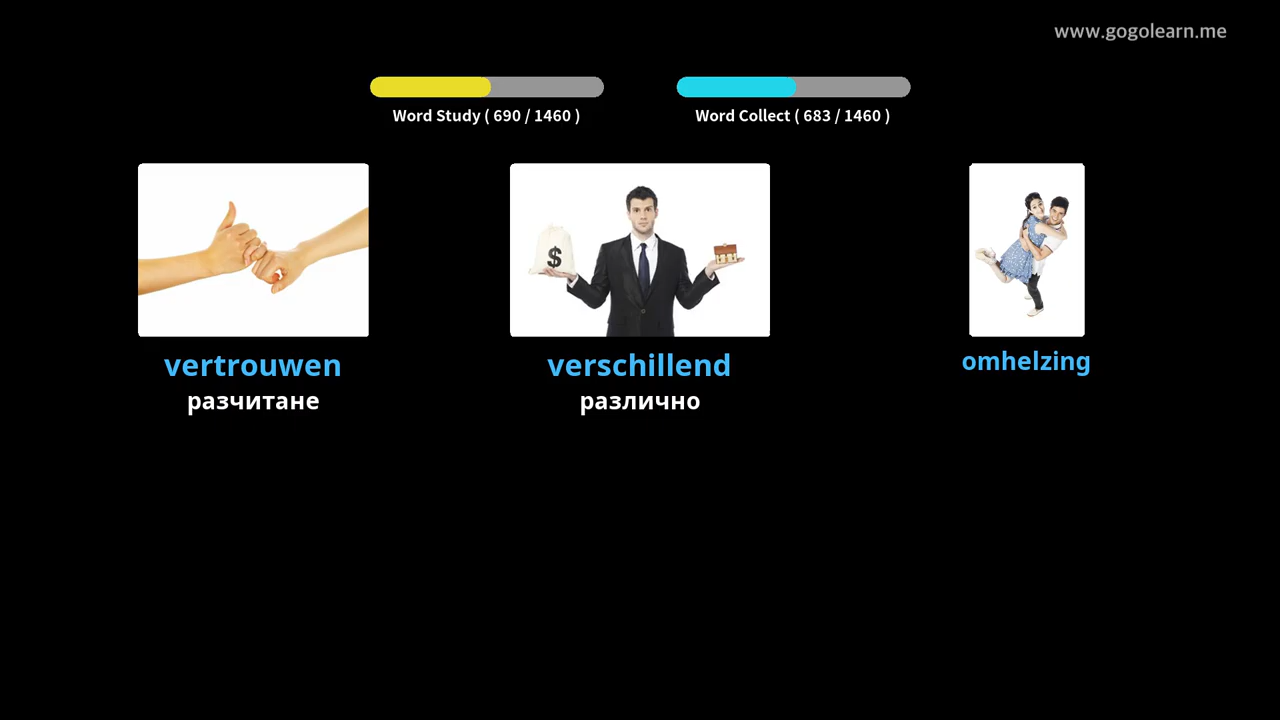 www.gogolearn.me
Word Study ( 690 / 1460 )
Word Collect ( 683 / 1460 )
$
vertrouwen
разчитане
verschillend
различно
omhelzing